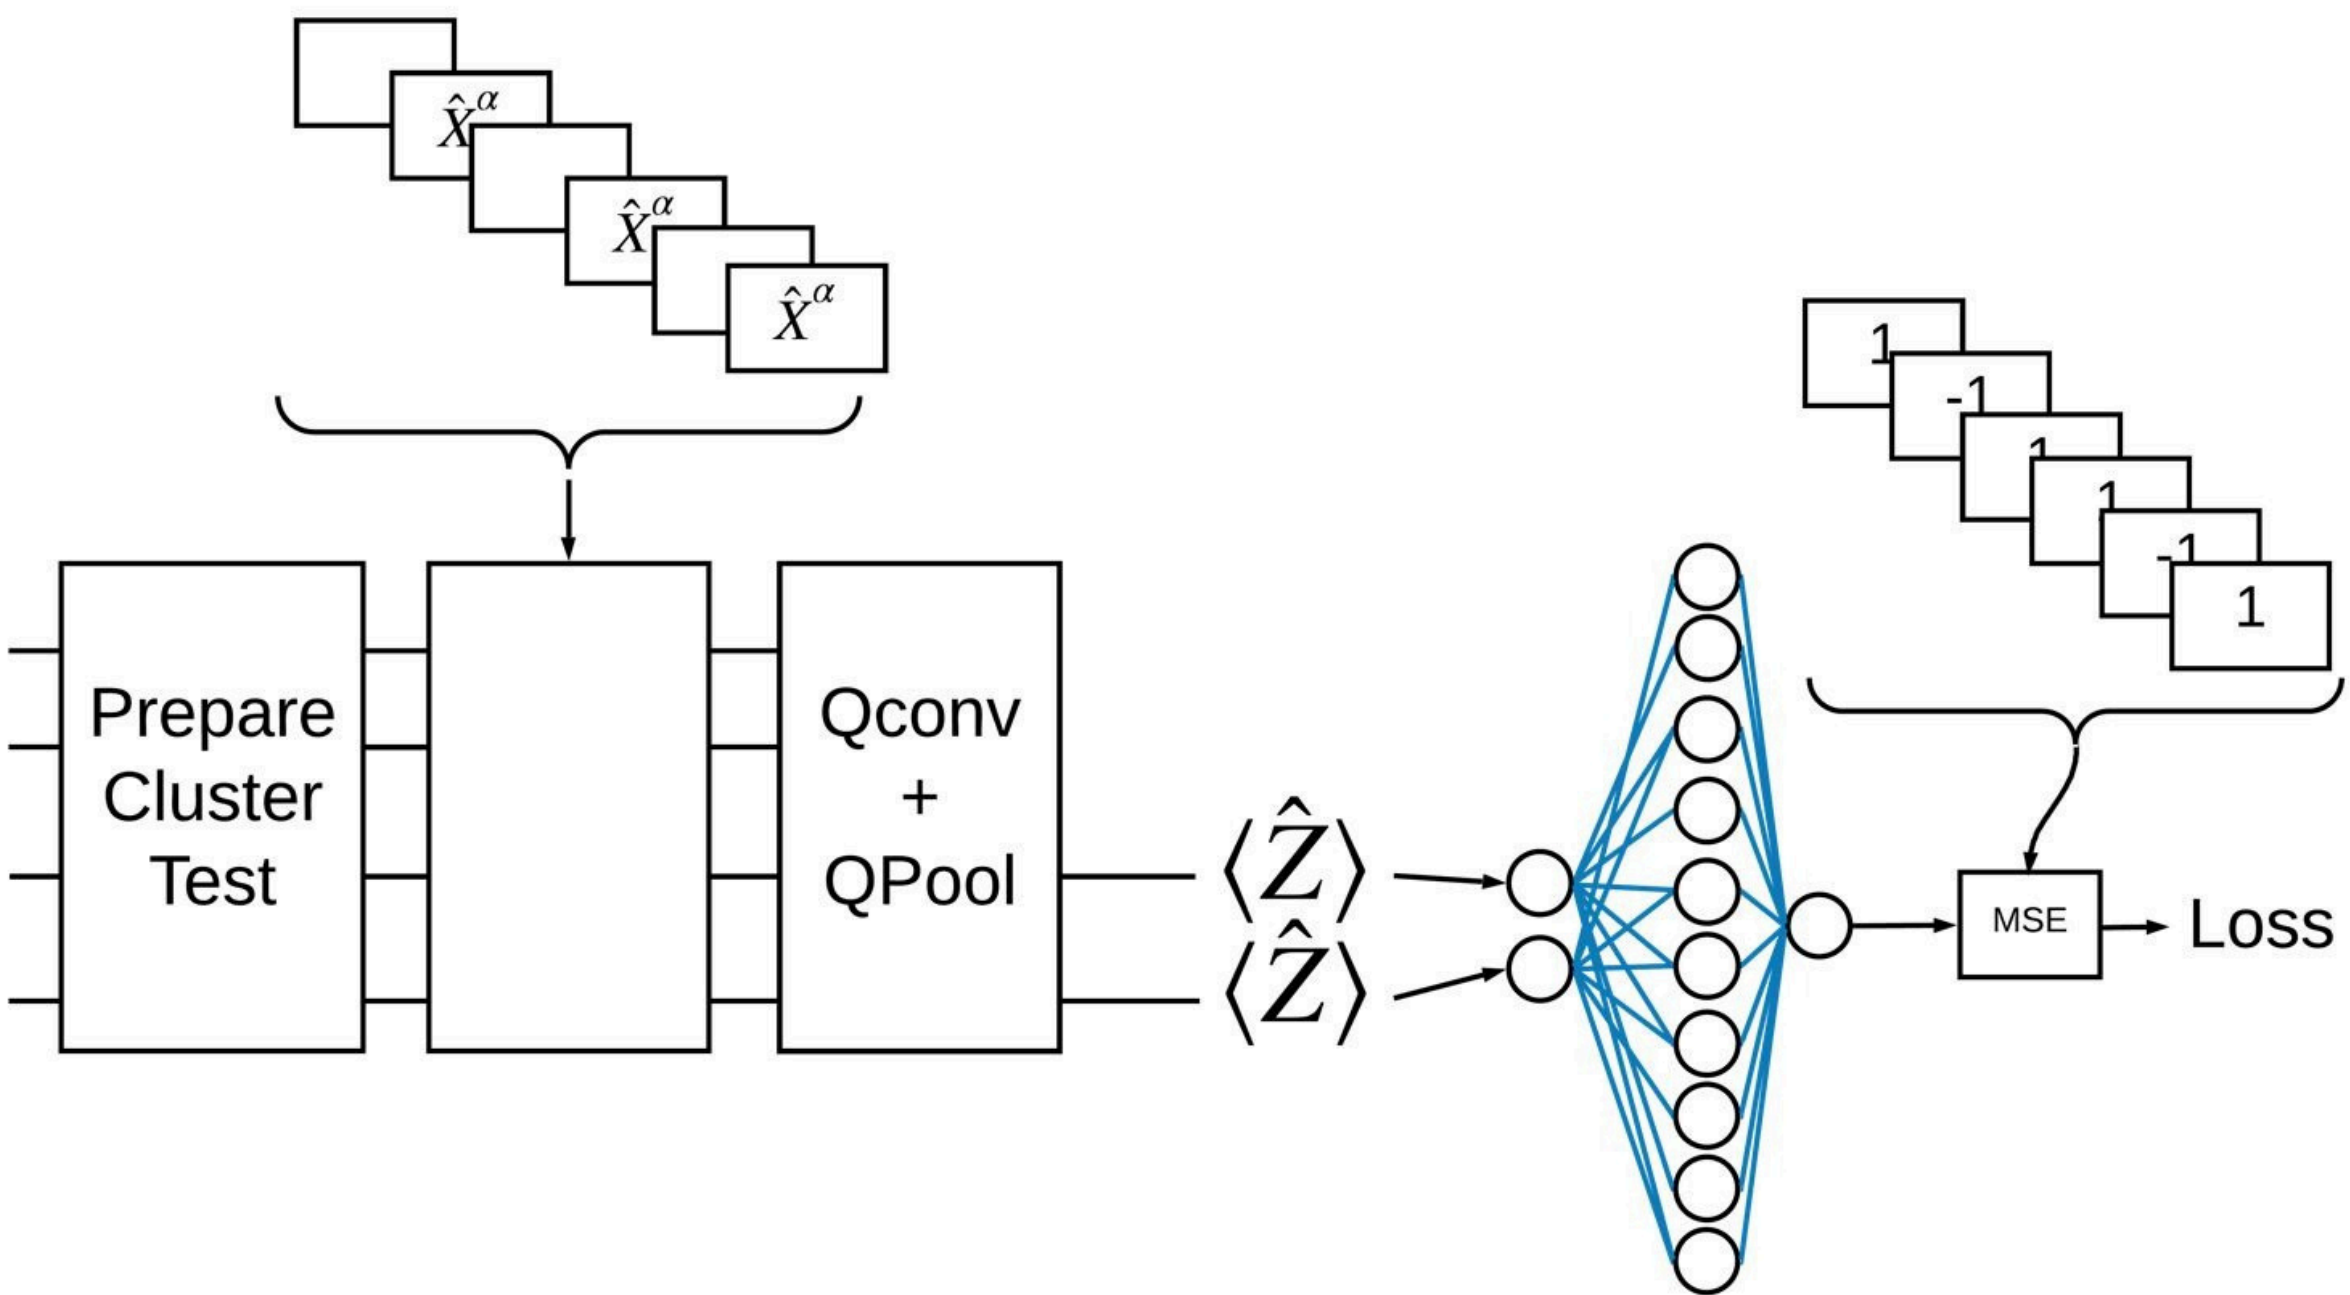 X̂^α
X̂^α
X̂^α
1
-1
1
1
-1
1
Prepare
Cluster
Test
Qconv
+
QPool
⟨Ẑ⟩
⟨Ẑ⟩
MSE
Loss